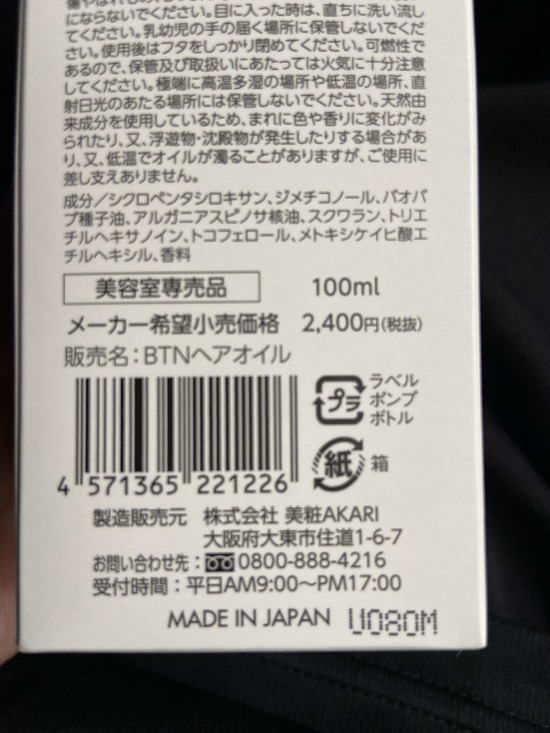 にならないでください。目に入った時は、直ちに洗い流し
てください。乳幼児の手の届く場所に保管しないでくだ
さい。使用後はフタをしっかり閉めてください。可燃性で
あるので、保管及び取扱いにあたっては火気に十分注意
してください。極端に高温多湿の場所や低温の場所、直
射日光のあたる場所には保管しないでください。天然由
来成分を使用しているため、まれに色や香りに変化がみ
られたり、又、浮遊物・沈殿物が発生したりする場合があ
り、又、低温でオイルが濁ることがありますが、ご使用に
差し支えありません。
成分／シクロペンタシロキサン、ジメチコノール、バオバ
ブ種子油、アルガニアスピノサ核油、スクワラン、トリエ
チルヘキサノイン、トコフェロール、メトキシケイヒ酸エ
チルヘキシル、香料
美容室専売品 100ml
メーカー希望小売価格 2,400円(税抜)
販売名：BTNヘアオイル
プラ ラベル
ポンプ
ボトル
紙 箱
4 571365 221226
製造販売元 株式会社 美粧AKARI
大阪府大東市住道1-6-7
お問い合わせ先：0800-888-4216
受付時間：平日AM9:00〜PM17:00
MADE IN JAPAN U080M